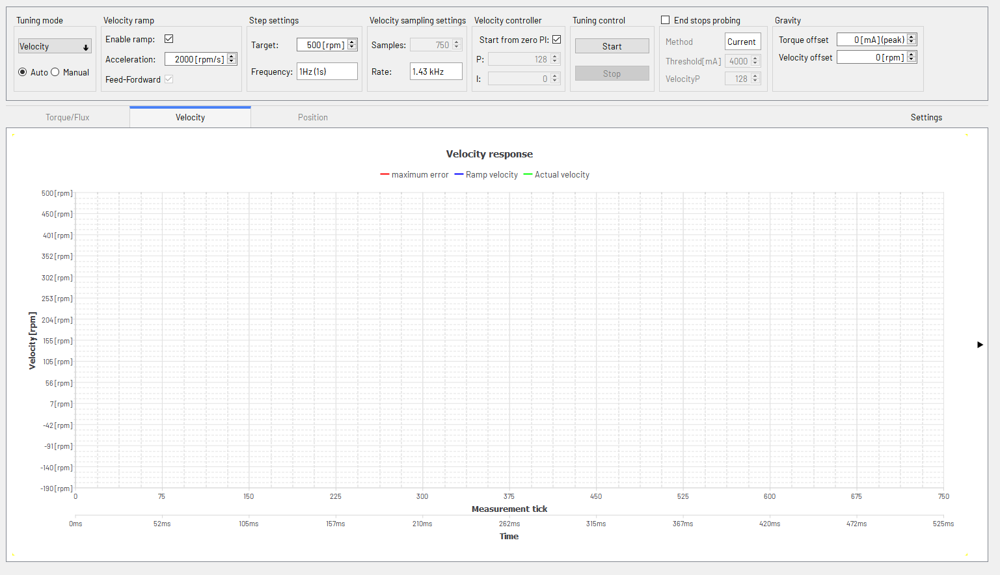 Tuning mode
Velocity
Auto Manual
Velocity ramp
Enable ramp:
Acceleration: 2000 [rpm/s]
Feed-Fordward
Step settings
Target: 500 [rpm]
Frequency: 1Hz (1s)
Velocity sampling settings
Samples: 750
Rate: 1.43 kHz
Velocity controller
Start from zero PI:
P: 128
I: 0
Tuning control
Start
Stop
End stops probing
Method Current
Threshold[mA] 4000
VelocityP 128
Gravity
Torque offset 0 [mA] (peak)
Velocity offset 0 [rpm]
Torque/Flux Velocity Position Settings
Velocity response
maximum error Ramp velocity Actual velocity
Velocity [rpm]
500 [rpm]
450 [rpm]
401 [rpm]
352 [rpm]
302 [rpm]
253 [rpm]
204 [rpm]
155 [rpm]
105 [rpm]
56 [rpm]
7 [rpm]
-42 [rpm]
-91 [rpm]
-140 [rpm]
-190 [rpm]
0 75 150 225 300 375 450 525 600 675 750
Measurement tick
0ms 52ms 105ms 157ms 210ms 262ms 315ms 367ms 420ms 472ms 525ms
Time